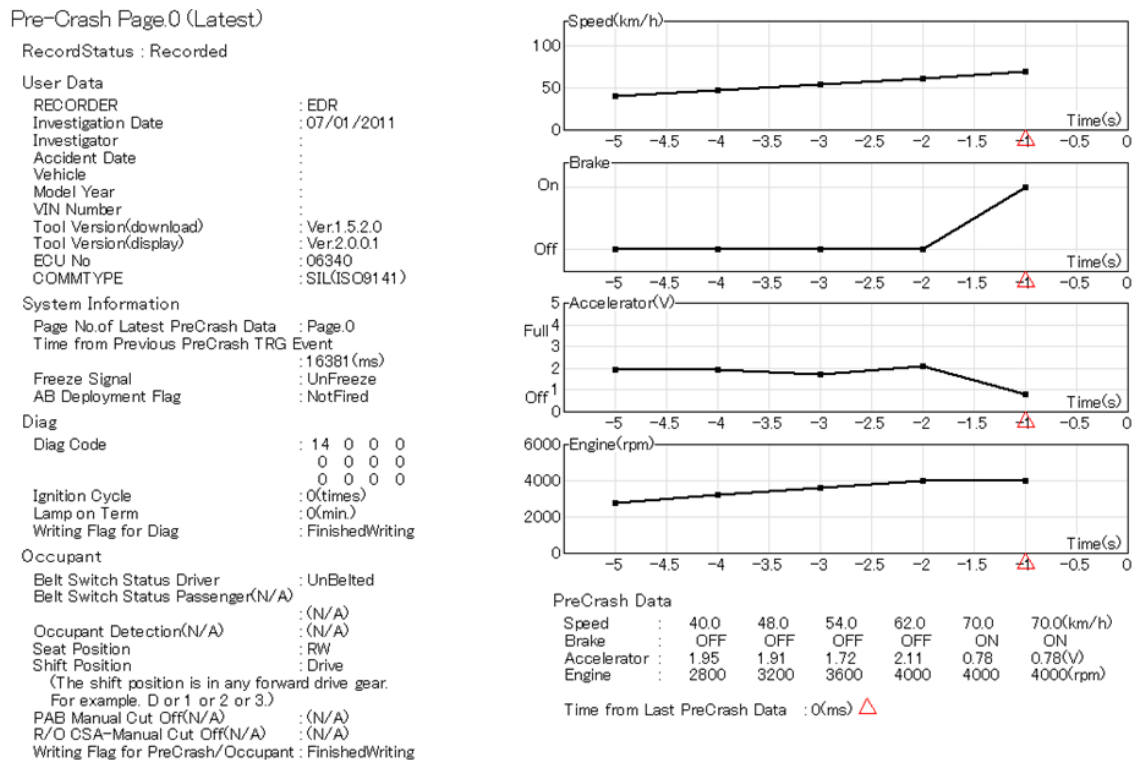 Pre-Crash Page.0 (Latest)
RecordStatus : Recorded
User Data
RECORDER : EDR
Investigation Date : 07/01/2011
Investigator :
Accident Date :
Vehicle :
Model Year :
VIN Number :
Tool Version(download) : Ver.1.5.2.0
Tool Version(display) : Ver.2.0.0.1
ECU No : 06340
COMMTYPE : SIL(ISO9141)
System Information
Page No.of Latest PreCrash Data : Page.0
Time from Previous PreCrash TRG Event
:16381(ms)
Freeze Signal : UnFreeze
AB Deployment Flag : NotFired
Diag
Diag Code : 14 0 0 0
0 0 0 0
0 0 0 0
Ignition Cycle : 0(times)
Lamp on Term : 0(min.)
Writing Flag for Diag : FinishedWriting
Occupant
Belt Switch Status Driver : UnBelted
Belt Switch Status Passenger(N/A)
: (N/A)
Occupant Detection(N/A) : (N/A)
Seat Position : RW
Shift Position : Drive
(The shift position is in any forward drive gear.
For example. D or 1 or 2 or 3.)
PAB Manual Cut Off(N/A) : (N/A)
R/O CSA-Manual Cut Off(N/A) : (N/A)
Writing Flag for PreCrash/Occupant : FinishedWriting
Speed(km/h)
100
50
0
Time(s)
-5 -4.5 -4 -3.5 -3 -2.5 -2 -1.5 -1 -0.5 0
Brake
On
Off
Time(s)
-5 -4.5 -4 -3.5 -3 -2.5 -2 -1.5 -1 -0.5 0
Accelerator(V)
5
Full 4
3
2
Off 1
0
Time(s)
-5 -4.5 -4 -3.5 -3 -2.5 -2 -1.5 -1 -0.5 0
Engine(rpm)
6000
4000
2000
0
Time(s)
-5 -4.5 -4 -3.5 -3 -2.5 -2 -1.5 -1 -0.5 0
PreCrash Data
Speed : 40.0 48.0 54.0 62.0 70.0 70.0(km/h)
Brake : OFF OFF OFF OFF ON ON
Accelerator : 1.95 1.91 1.72 2.11 0.78 0.78(V)
Engine : 2800 3200 3600 4000 4000 4000(rpm)
Time from Last PreCrash Data : 0(ms) △